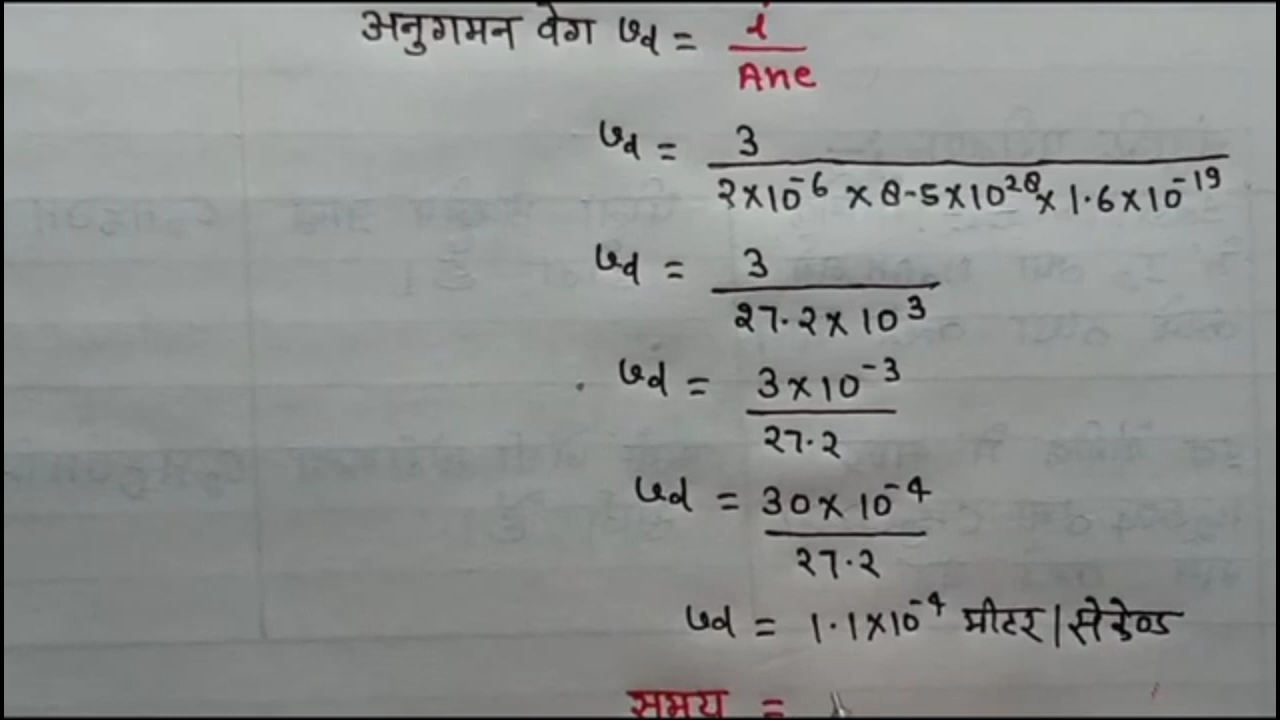 अनुगमन वेग vd = i / Ane
vd = 3 / 2×10⁻⁶ × 8.5×10²⁸ × 1.6×10⁻¹⁹
vd = 3 / 27.2×10³
vd = 3×10⁻³ / 27.2
vd = 30×10⁻⁴ / 27.2
vd = 1.1×10⁻⁴ मीटर/सेकेण्ड
समय =